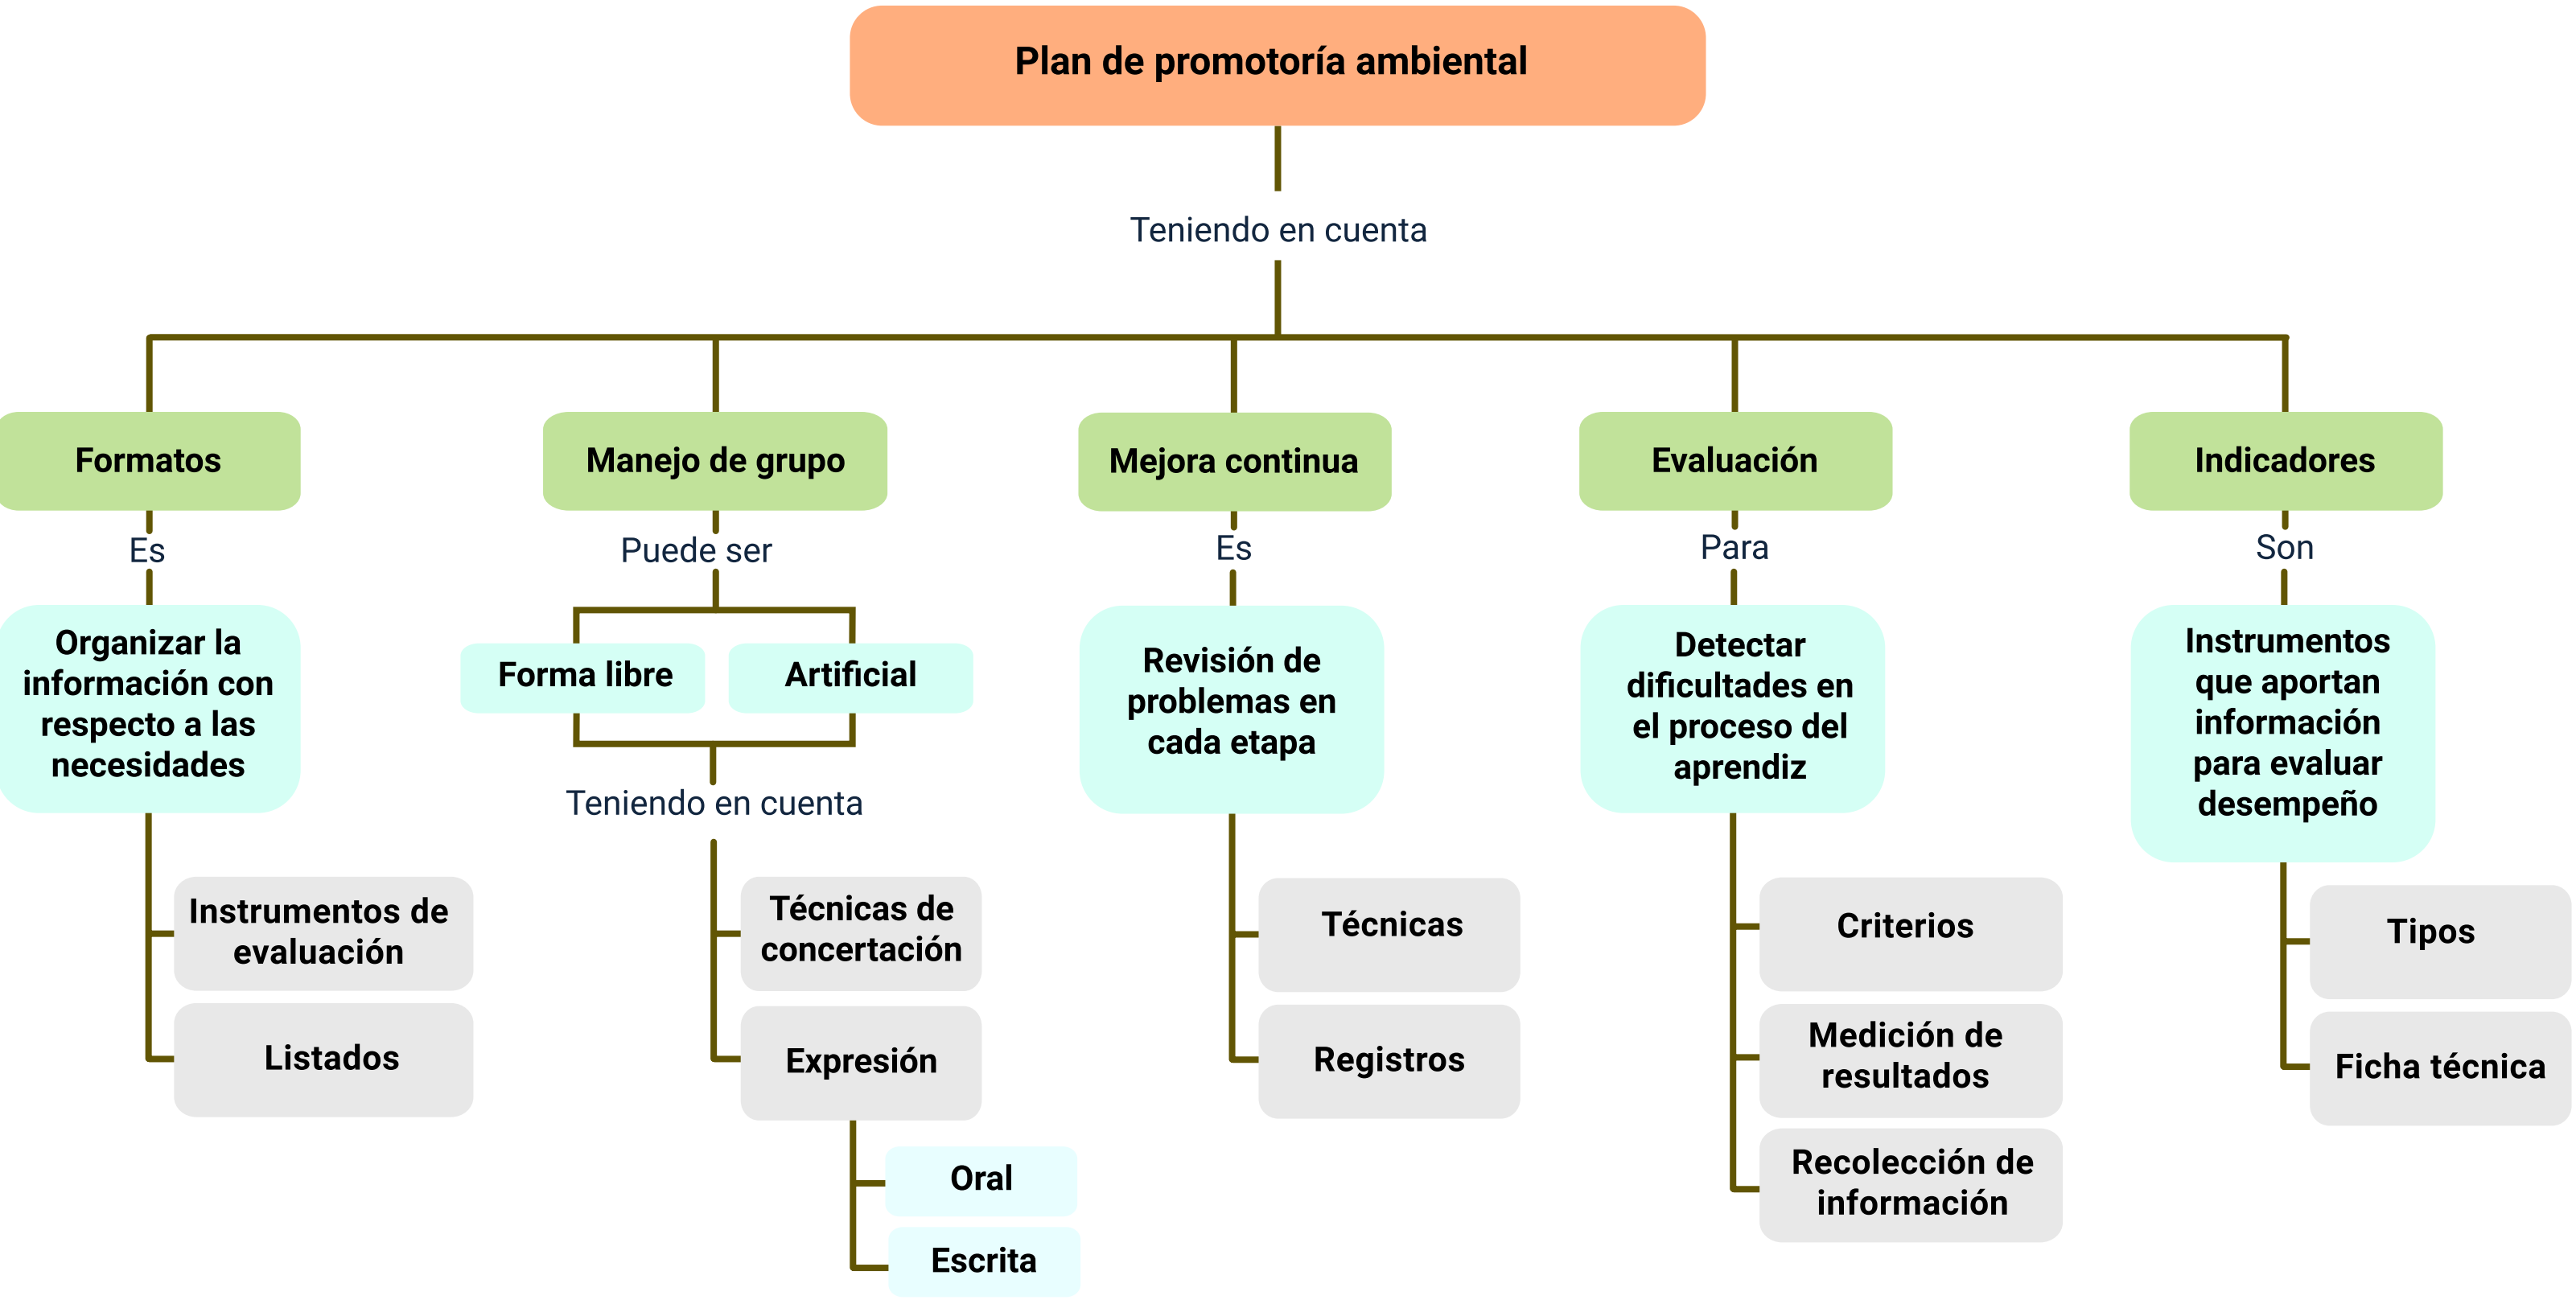 Plan de promotoría ambiental
Teniendo en cuenta
Formatos
Es
Organizar la
información con
respecto a las
necesidades
Instrumentos de
evaluación
Listados
Manejo de grupo
Puede ser
Forma libre
Artificial
Teniendo en cuenta
Técnicas de
concertación
Expresión
Oral
Escrita
Mejora continua
Es
Revisión de
problemas en
cada etapa
Técnicas
Registros
Evaluación
Para
Detectar
dificultades en
el proceso del
aprendiz
Criterios
Medición de
resultados
Recolección de
información
Indicadores
Son
Instrumentos
que aportan
información
para evaluar
desempeño
Tipos
Ficha técnica